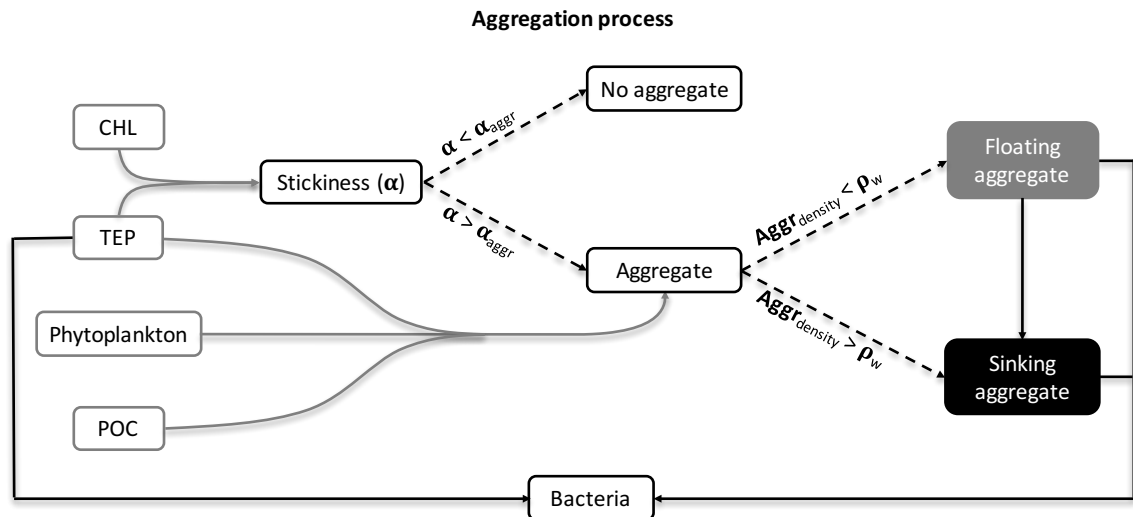 Aggregation process
No aggregate
CHL
α < αaggr
Floating
aggregate
Stickiness (α)
Aggrdensity < ρw
α > αaggr
TEP
Aggregate
Phytoplankton
Aggrdensity > ρw
Sinking
aggregate
POC
Bacteria